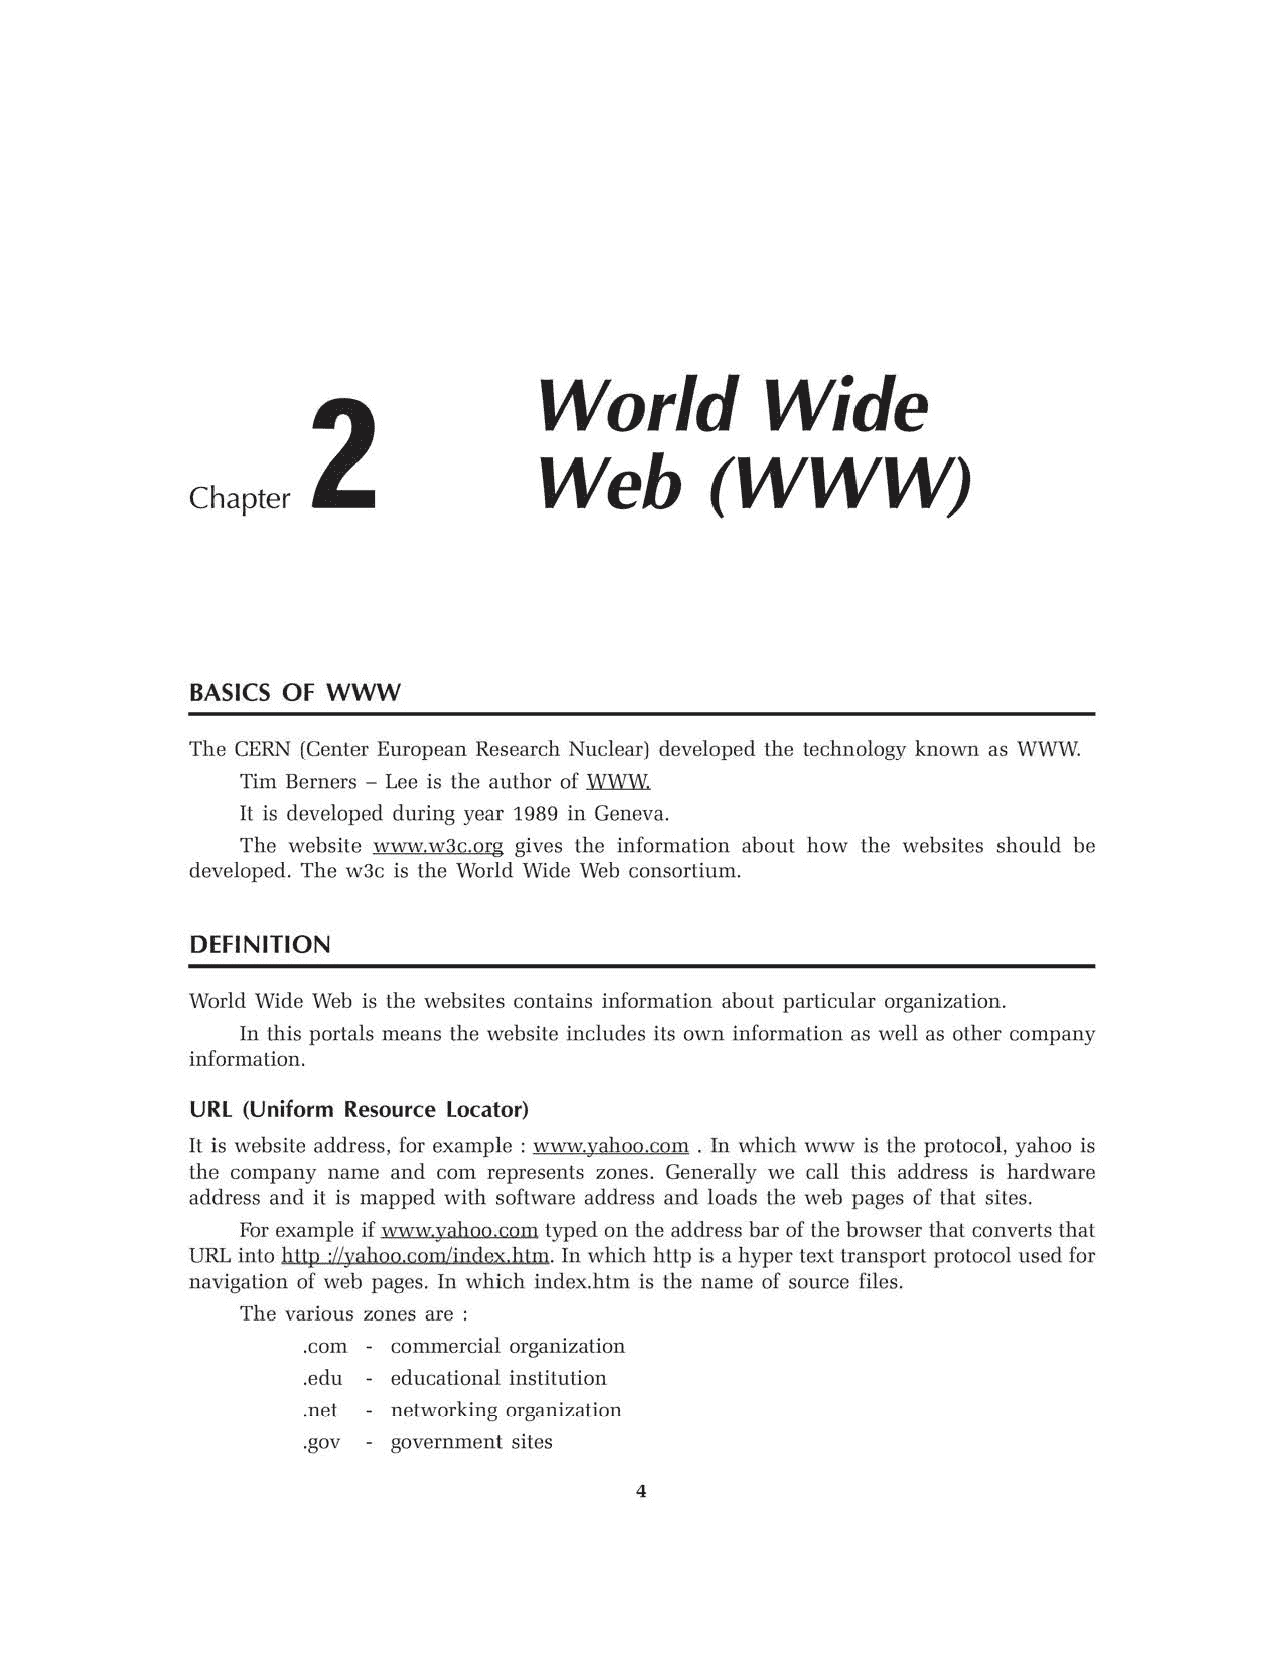 Chapter 2
World Wide
Web (WWW)
BASICS OF WWW
The CERN (Center European Research Nuclear) developed the technology known as WWW.
Tim Berners – Lee is the author of WWW.
It is developed during year 1989 in Geneva.
The website www.w3c.org gives the information about how the websites should be
developed. The w3c is the World Wide Web consortium.
DEFINITION
World Wide Web is the websites contains information about particular organization.
In this portals means the website includes its own information as well as other company
information.
URL (Uniform Resource Locator)
It is website address, for example : www.yahoo.com . In which www is the protocol, yahoo is
the company name and com represents zones. Generally we call this address is hardware
address and it is mapped with software address and loads the web pages of that sites.
For example if www.yahoo.com typed on the address bar of the browser that converts that
URL into http ://yahoo.com/index.htm. In which http is a hyper text transport protocol used for
navigation of web pages. In which index.htm is the name of source files.
The various zones are :
.com - commercial organization
.edu - educational institution
.net - networking organization
.gov - government sites
4